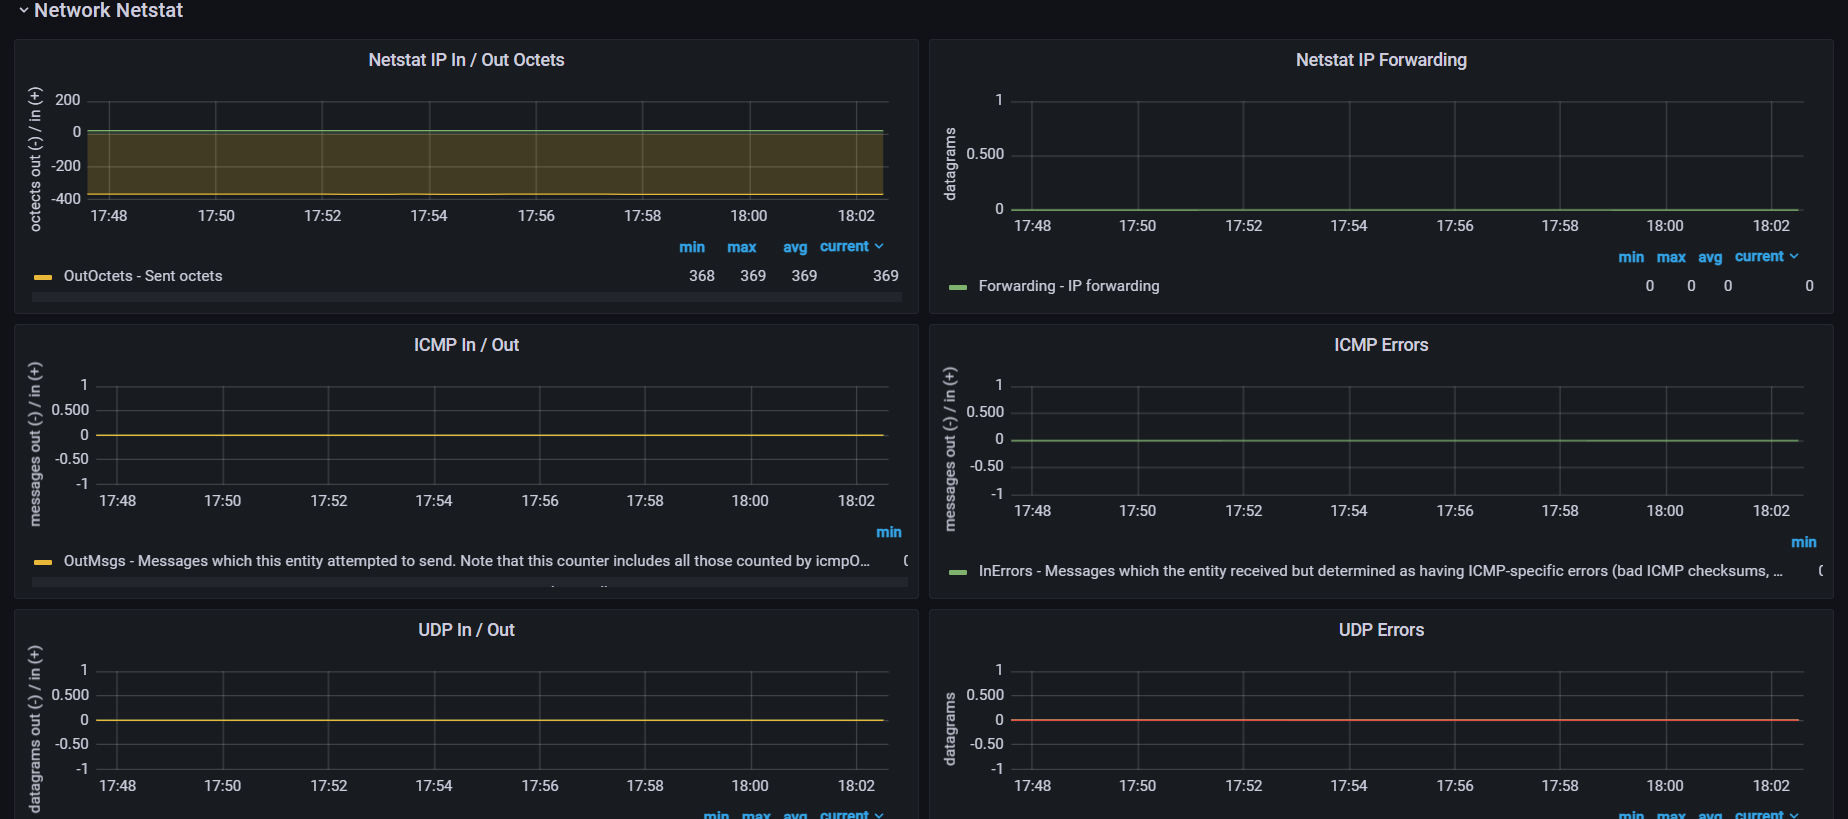 Network Netstat
Netstat IP In / Out Octets
octects out (-) / in (+)
200
0
-200
-400
17:48 17:50 17:52 17:54 17:56 17:58 18:00 18:02
min max avg current
OutOctets - Sent octets 368 369 369 369
Netstat IP Forwarding
datagrams
1
0.500
0
17:48 17:50 17:52 17:54 17:56 17:58 18:00 18:02
min max avg current
Forwarding - IP forwarding 0 0 0 0
ICMP In / Out
messages out (-) / in (+)
1
0.500
0
-0.50
-1
17:48 17:50 17:52 17:54 17:56 17:58 18:00 18:02
min
OutMsgs - Messages which this entity attempted to send. Note that this counter includes all those counted by icmpO...
ICMP Errors
messages out (-) / in (+)
1
0.500
0
-0.50
-1
17:48 17:50 17:52 17:54 17:56 17:58 18:00 18:02
min
InErrors - Messages which the entity received but determined as having ICMP-specific errors (bad ICMP checksums, ...
UDP In / Out
datagrams out (-) / in (+)
1
0.500
0
-0.50
-1
17:48 17:50 17:52 17:54 17:56 17:58 18:00 18:02
min max avg current
UDP Errors
datagrams
1
0.500
0
-0.50
-1
17:48 17:50 17:52 17:54 17:56 17:58 18:00 18:02
min max avg current